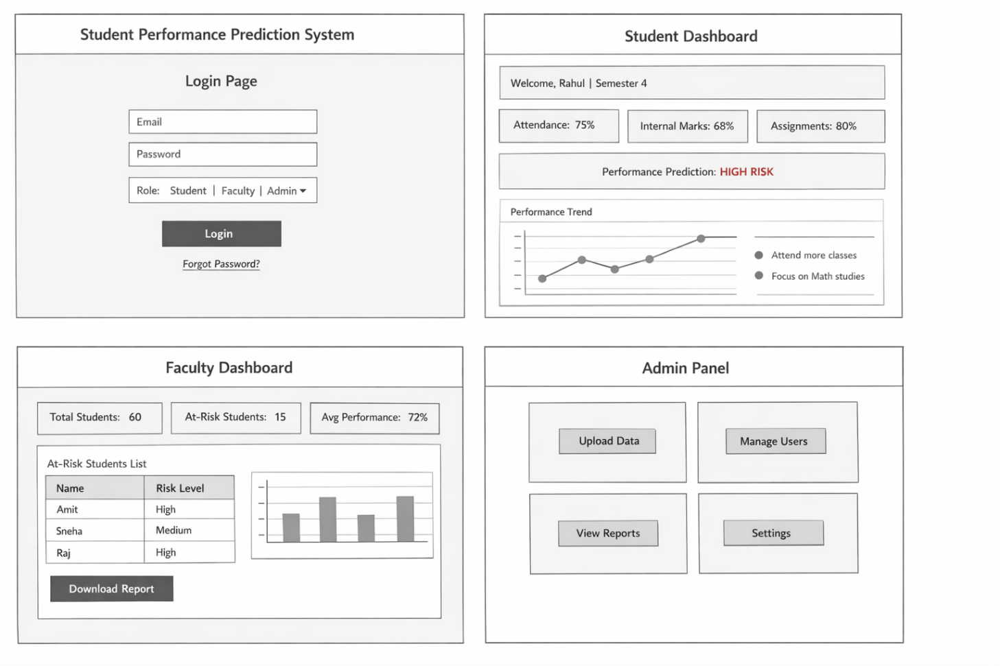 Student Performance Prediction System
Login Page
Email
Password
Role: Student | Faculty | Admin
Login
Forgot Password?
Student Dashboard
Welcome, Rahul | Semester 4
Attendance: 75%
Internal Marks: 68%
Assignments: 80%
Performance Prediction: HIGH RISK
Performance Trend
Attend more classes
Focus on Math studies
Faculty Dashboard
Total Students: 60
At-Risk Students: 15
Avg Performance: 72%
At-Risk Students List
Name Risk Level
Amit High
Sneha Medium
Raj High
Download Report
Admin Panel
Upload Data
Manage Users
View Reports
Settings